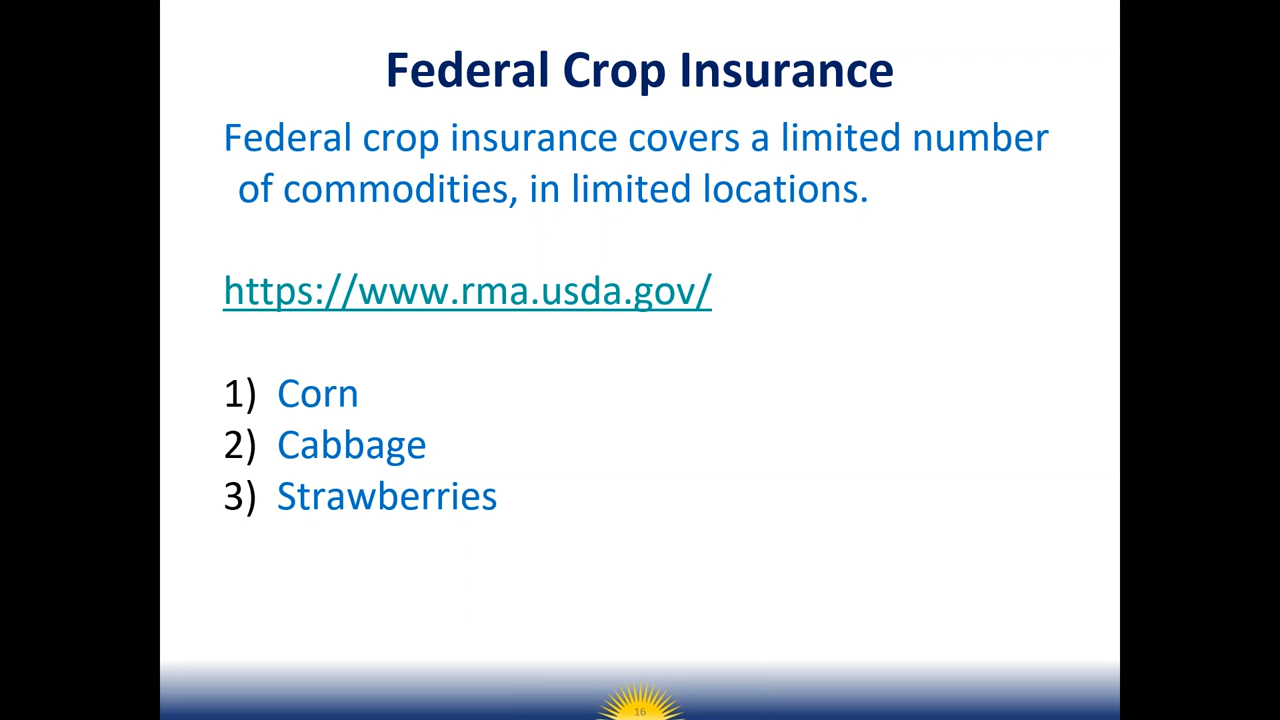 Federal Crop Insurance
Federal crop insurance covers a limited number
of commodities, in limited locations.
https://www.rma.usda.gov/
1) Corn
2) Cabbage
3) Strawberries
16